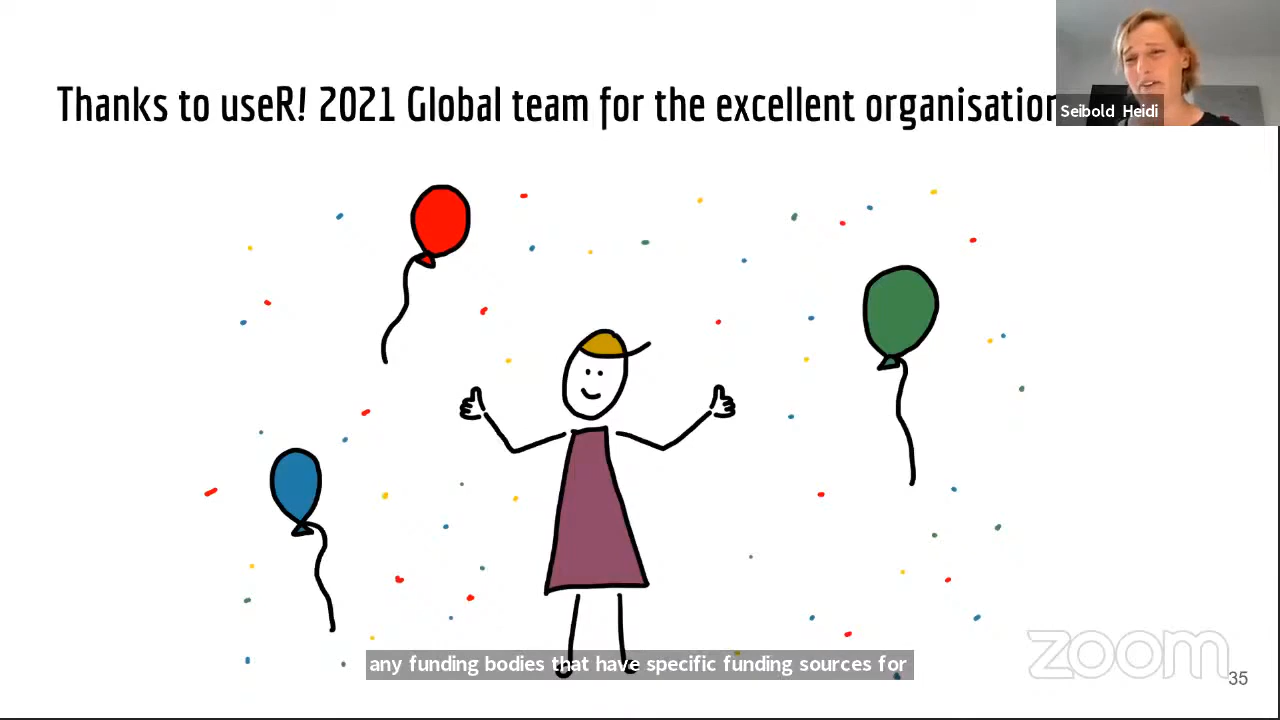 Thanks to useR! 2021 Global team for the excellent organisation
Seibold Heidi
any funding bodies that have specific funding sources for
zoom
35